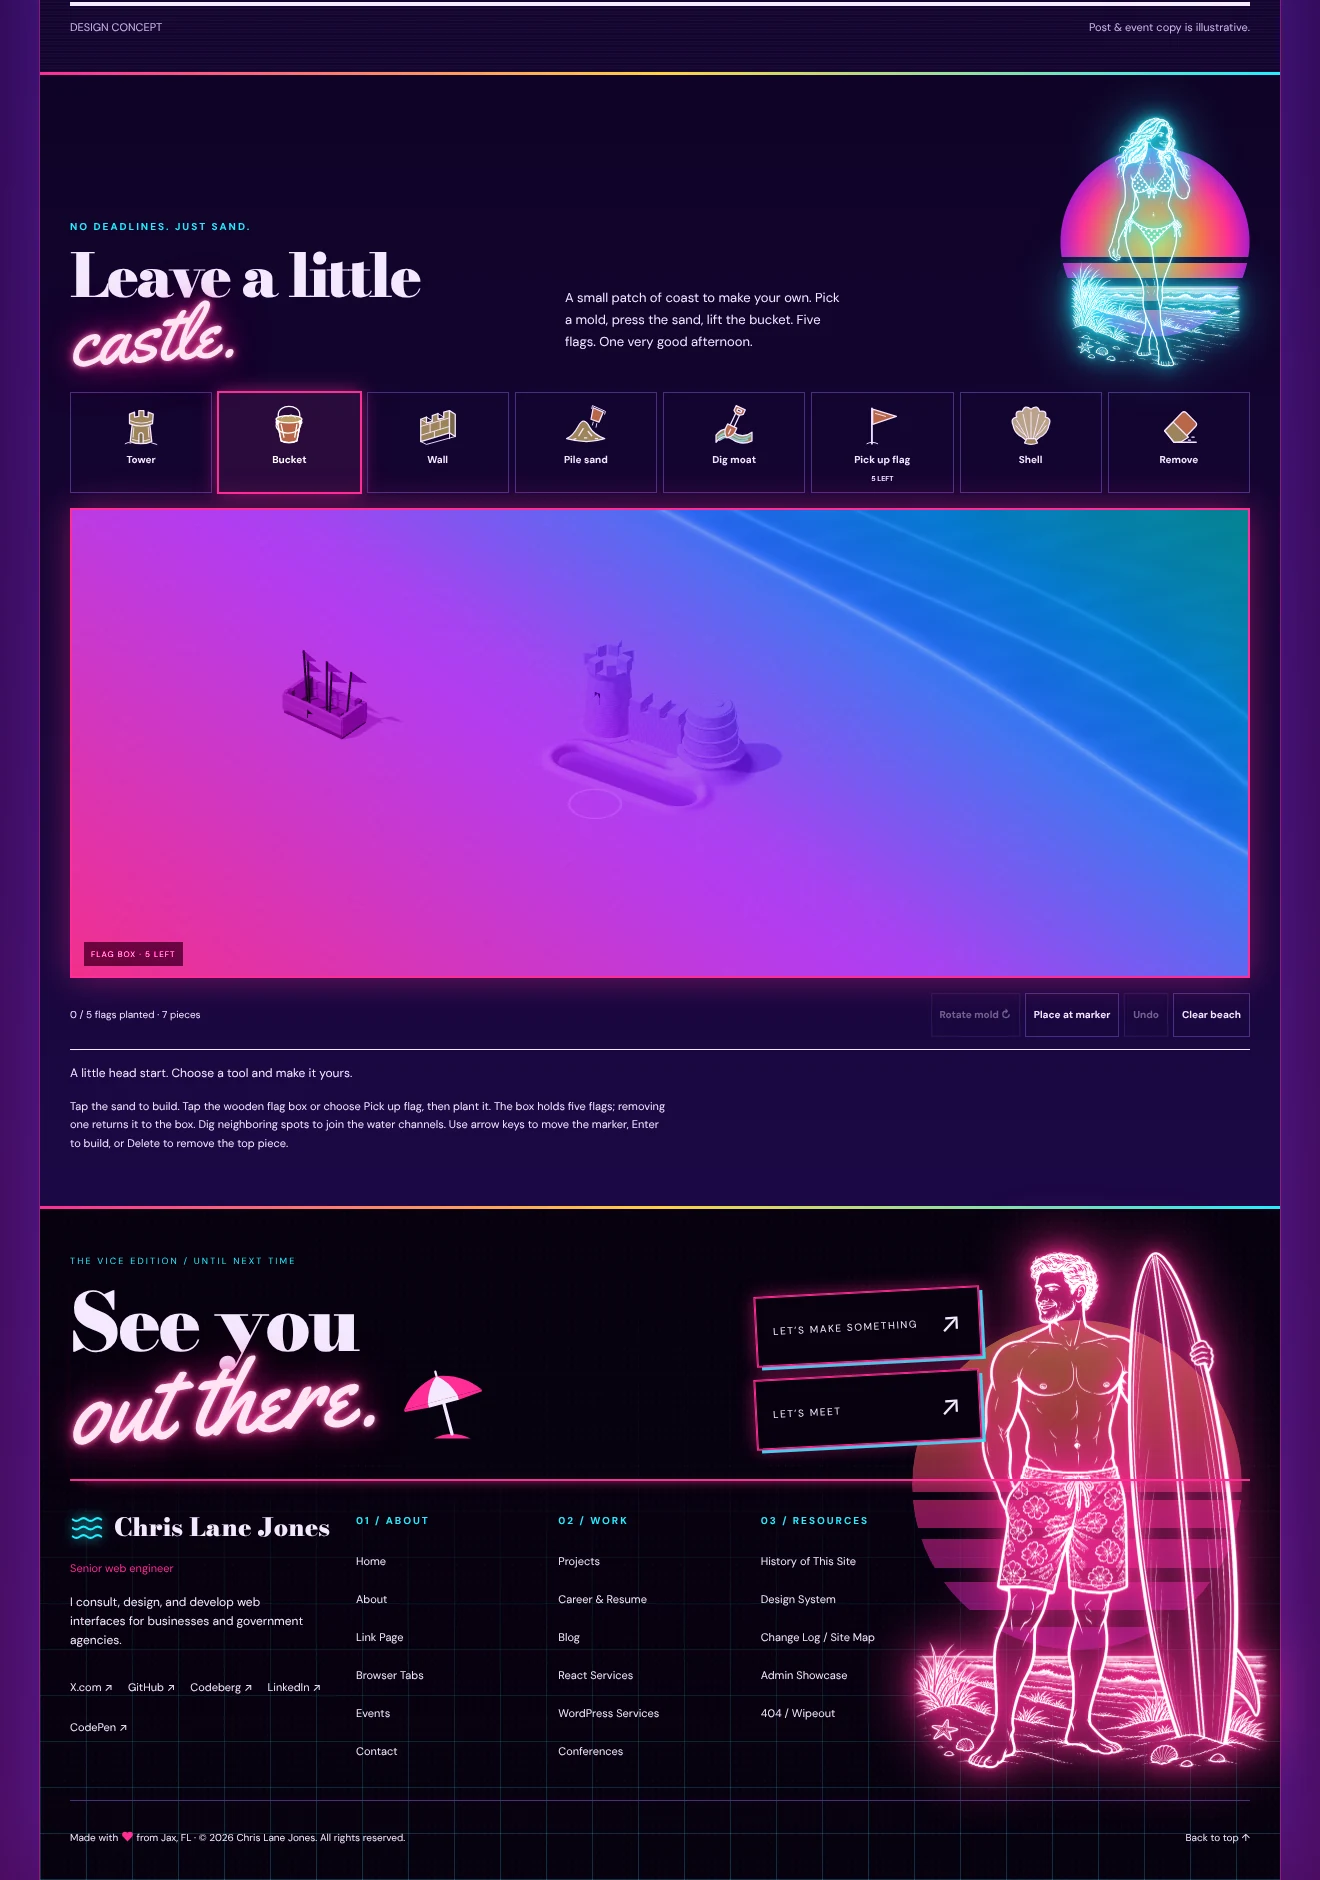 DESIGN CONCEPT
Post & event copy is illustrative.
NO DEADLINES. JUST SAND.
Leave a little
castle.
A small patch of coast to make your own. Pick
a mold, press the sand, lift the bucket. Five
flags. One very good afternoon.
Tower
Bucket
Wall
Pile sand
Dig moat
Pick up flag
5 LEFT
Shell
Remove
FLAG BOX · 5 LEFT
0 / 5 flags planted · 7 pieces
Rotate mold ↻
Place at marker
Undo
Clear beach
A little head start. Choose a tool and make it yours.
Tap the sand to build. Tap the wooden flag box or choose Pick up flag, then plant it. The box holds five flags; removing
one returns it to the box. Dig neighboring spots to join the water channels. Use arrow keys to move the marker, Enter
to build, or Delete to remove the top piece.
THE VICE EDITION / UNTIL NEXT TIME
See you
out there.
LET'S MAKE SOMETHING ↗
LET'S MEET ↗
Chris Lane Jones
Senior web engineer
I consult, design, and develop web
interfaces for businesses and government
agencies.
X.com ↗ GitHub ↗ Codeberg ↗ LinkedIn ↗
CodePen ↗
01 / ABOUT
Home
About
Link Page
Browser Tabs
Events
Contact
02 / WORK
Projects
Career & Resume
Blog
React Services
WordPress Services
Conferences
03 / RESOURCES
History of This Site
Design System
Change Log / Site Map
Admin Showcase
404 / Wipeout
Made with ♥ from Jax, FL · © 2026 Chris Lane Jones. All rights reserved.
Back to top ↑